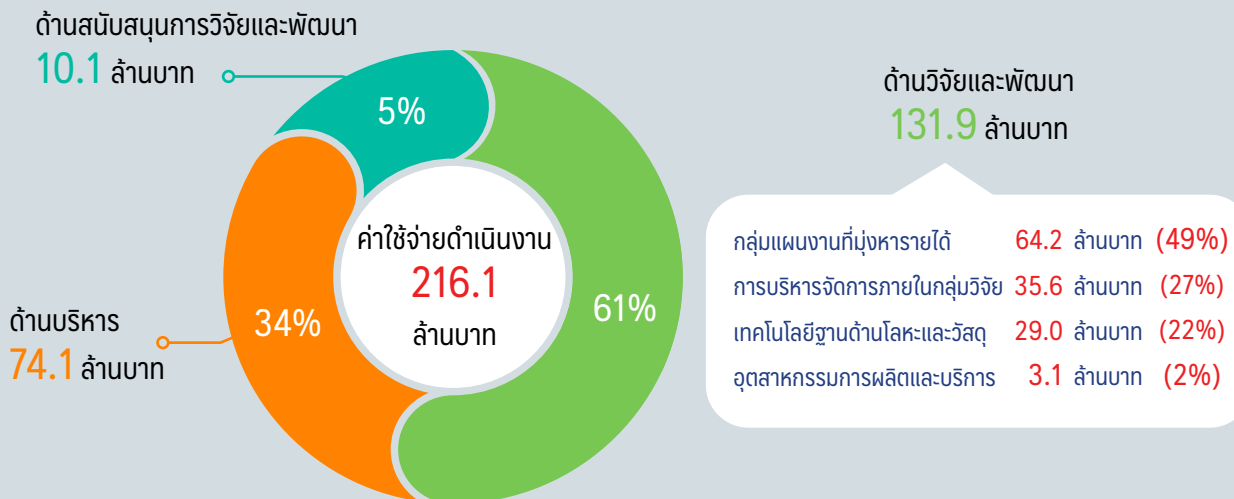 ด้านสนับสนุนการวิจัยและพัฒนา
10.1 ล้านบาท
5%
ด้านวิจัยและพัฒนา
131.9 ล้านบาท
ค่าใช้จ่ายดำเนินงาน
216.1
ล้านบาท
61%
34%
ด้านบริหาร
74.1 ล้านบาท
กลุ่มแผนงานที่มุ่งหารายได้ 64.2 ล้านบาท (49%)
การบริหารจัดการภายในกลุ่มวิจัย 35.6 ล้านบาท (27%)
เทคโนโลยีฐานด้านโลหะและวัสดุ 29.0 ล้านบาท (22%)
อุตสาหกรรมการผลิตและบริการ 3.1 ล้านบาท (2%)